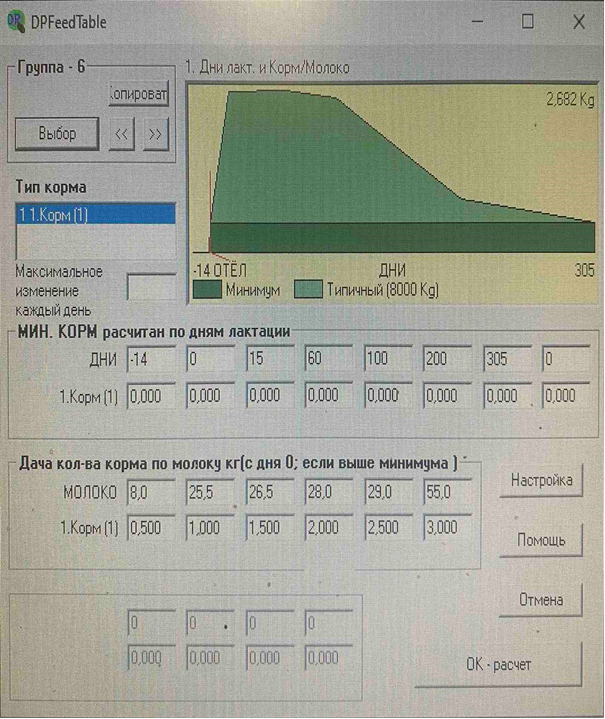 DPFeedTable
Группа - 6
Копироват
Выбор << >>
Тип корма
1 1.Корм (1)
Максимальное
изменение
каждый день
1. Дни лакт. и Корм/Молоко
2,682 Kg
-14 ОТЁЛ ДНИ 305
Минимум Типичный (8000 Kg)
МИН. КОРМ расчитан по дням лактации
ДНИ -14 0 15 60 100 200 305 0
1.Корм (1) 0,000 0,000 0,000 0,000 0,000 0,000 0,000 0,000
Дача кол-ва корма по молоку кг(с дня 0; если выше минимума )
МОЛОКО 8,0 25,5 26,5 28,0 29,0 55,0
1.Корм (1) 0,500 1,000 1,500 2,000 2,500 3,000
Настройка
Помощь
Отмена
OK - расчет
0 0 0 0
0,000 0,000 0,000 0,000